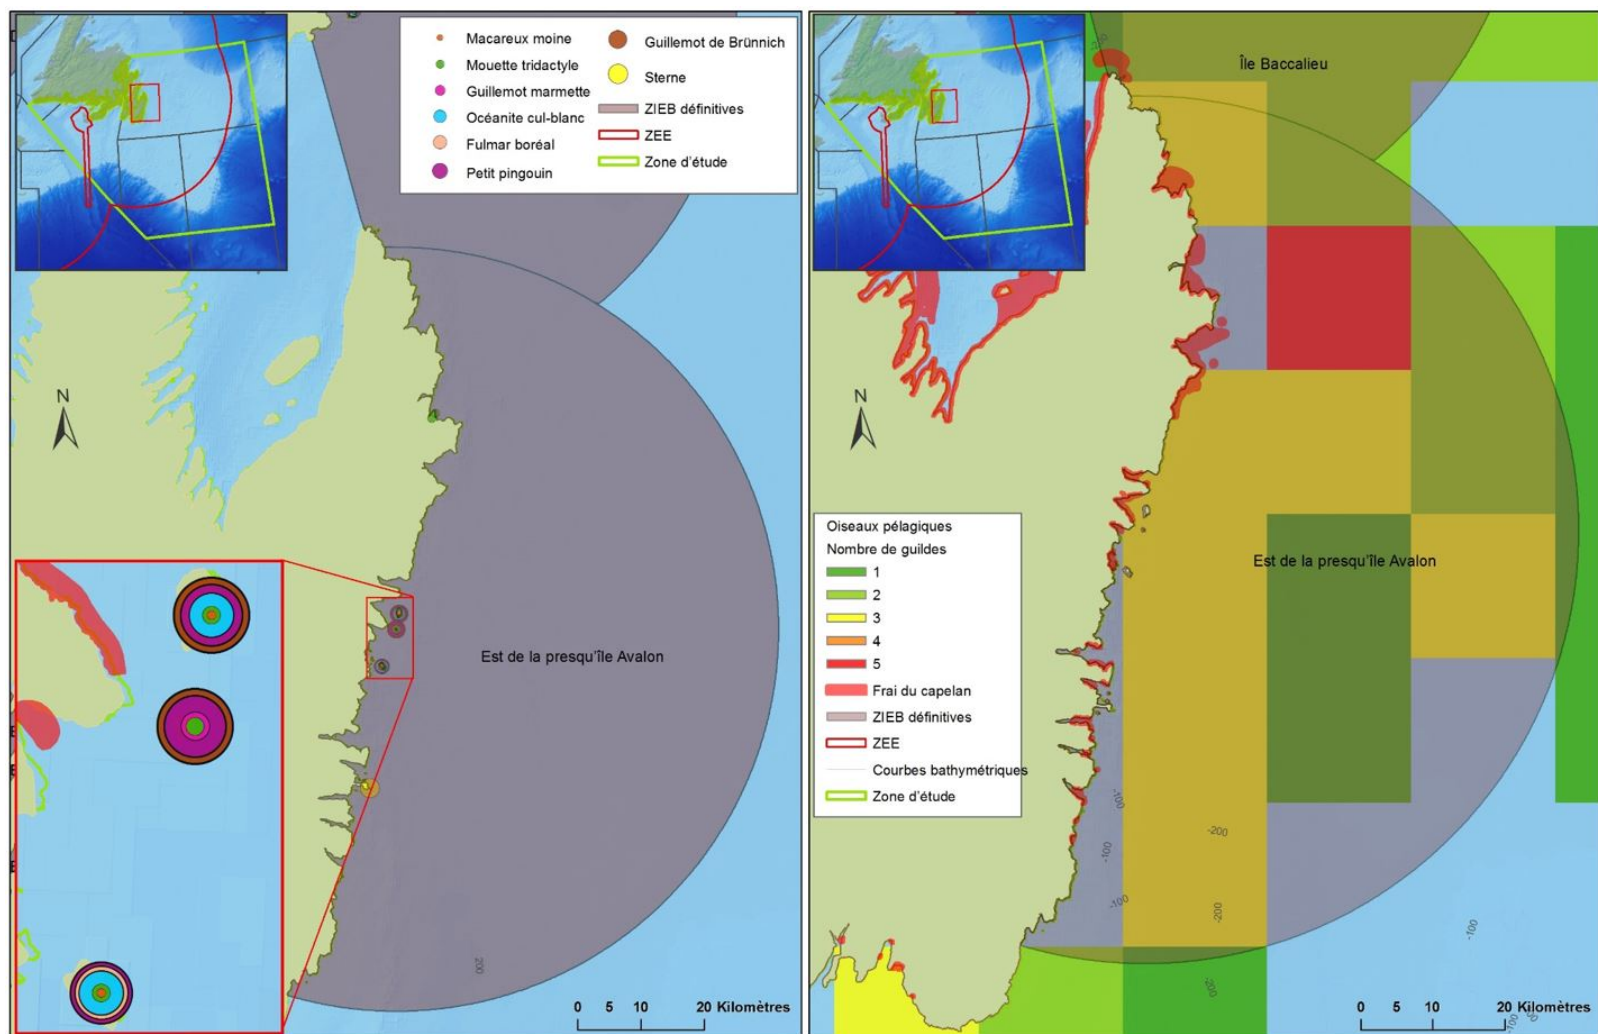 Macareux moine
Mouette tridactyle
Guillemot marmette
Océanite cul-blanc
Fulmar boréal
Petit pingouin
Guillemot de Brünnich
Sterne
ZIEB définitives
ZEE
Zone d'étude
N
Est de la presqu'île Avalon
200
0 5 10 20 Kilomètres
-200
Île Baccalieu
N
Oiseaux pélagiques
Nombre de guildes
1
2
3
4
5
Frai du capelan
ZIEB définitives
ZEE
Courbes bathymétriques
Zone d'étude
Est de la presqu'île Avalon
-100
-200
-100
-100
-200
-100
-200
0 5 10 20 Kilomètres
-100